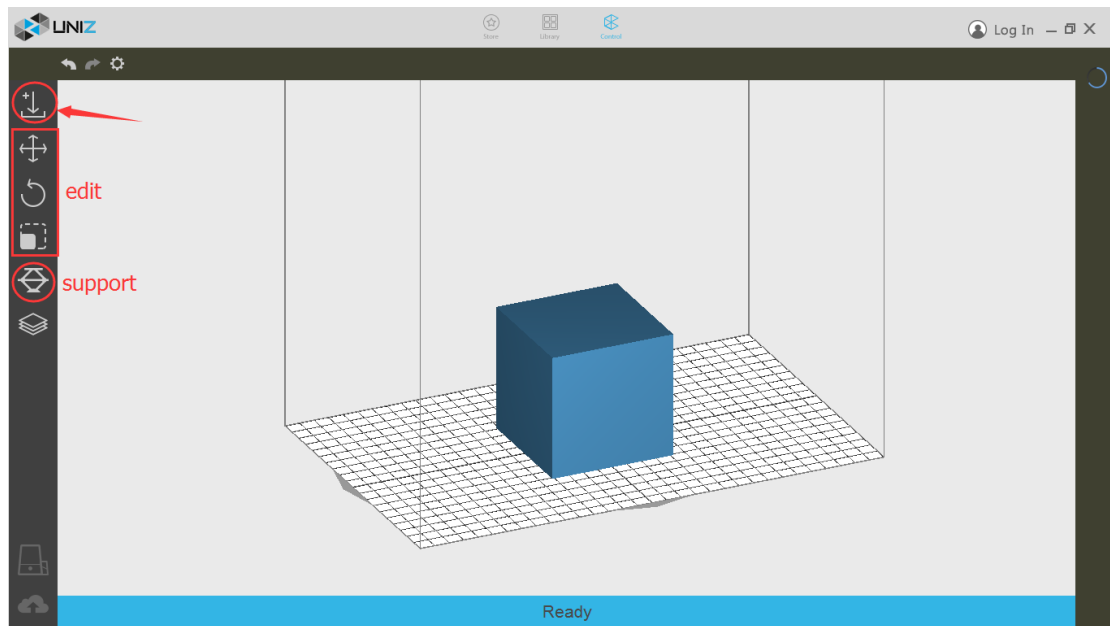 UNIZ
Store
Library
Control
Log In
edit
support
Ready